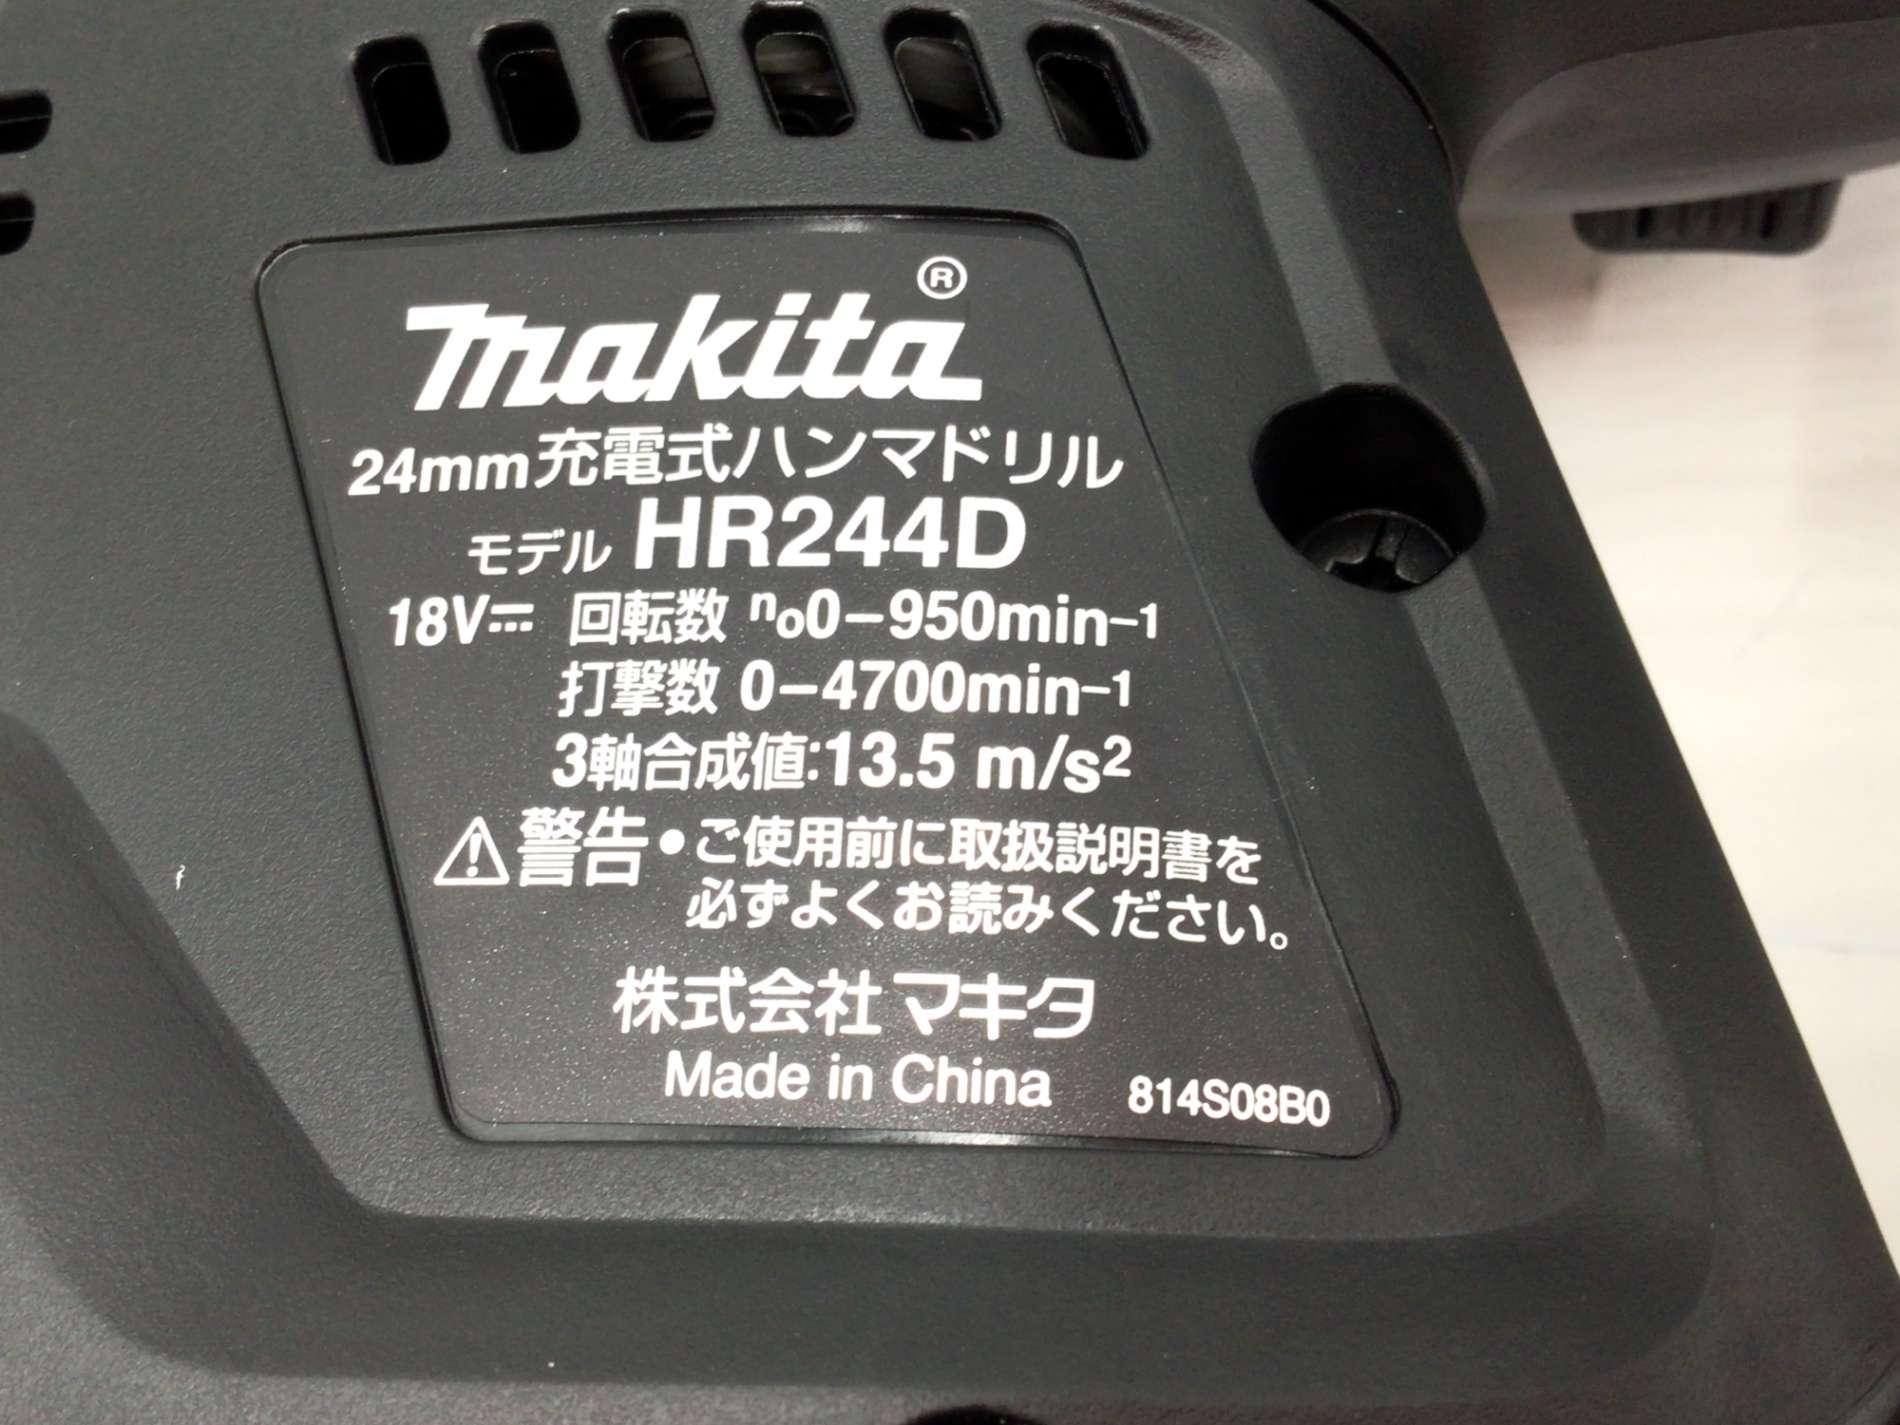 makita®
24mm充電式ハンマドリル
モデル HR244D
18V⎓ 回転数 no0-950min-1
打撃数 0-4700min-1
3軸合成値:13.5 m/s2
⚠警告・ご使用前に取扱説明書を
必ずよくお読みください。
株式会社マキタ
Made in China 814S08B0